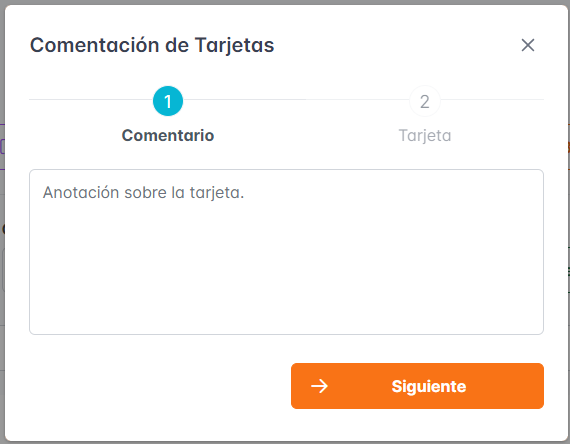 Comentación de Tarjetas
1
2
Comentario
Tarjeta
Anotación sobre la tarjeta.
Siguiente